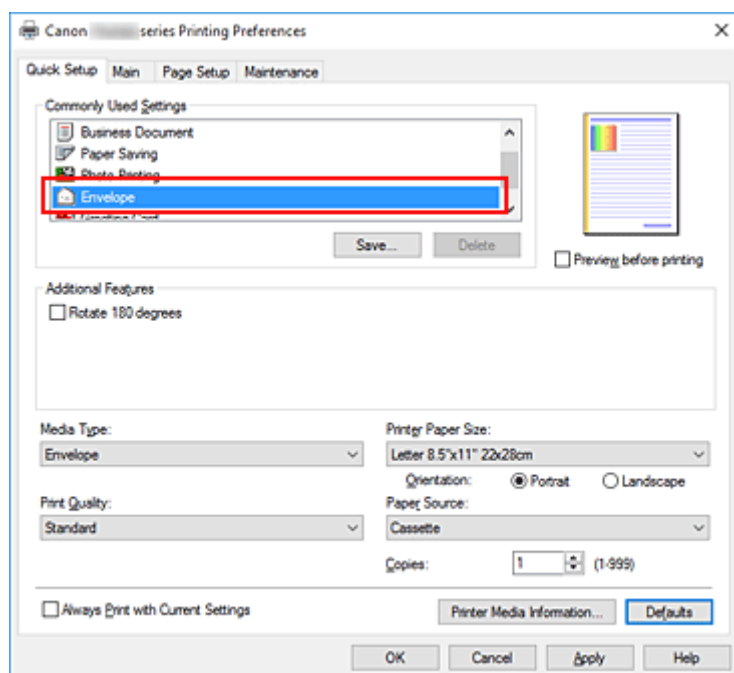 Canon series Printing Preferences
Quick Setup Main Page Setup Maintenance
Commonly Used Settings
Business Document
Paper Saving
Photo Printing
Envelope
Greeting Card
Save... Delete
Preview before printing
Additional Features
Rotate 180 degrees
Media Type:
Envelope
Printer Paper Size:
Letter 8.5"x11" 22x28cm
Orientation: Portrait Landscape
Print Quality:
Standard
Paper Source:
Cassette
Copies: 1 (1-999)
Always Print with Current Settings
Printer Media Information... Defaults
OK Cancel Apply Help